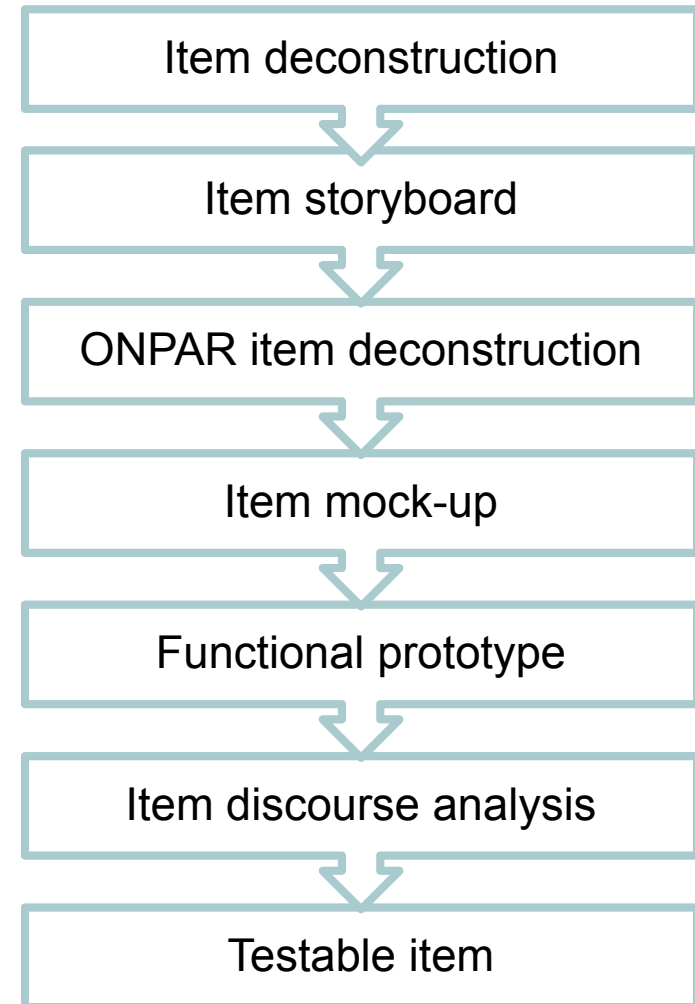 Item deconstruction
Item storyboard
ONPAR item deconstruction
Item mock-up
Functional prototype
Item discourse analysis
Testable item